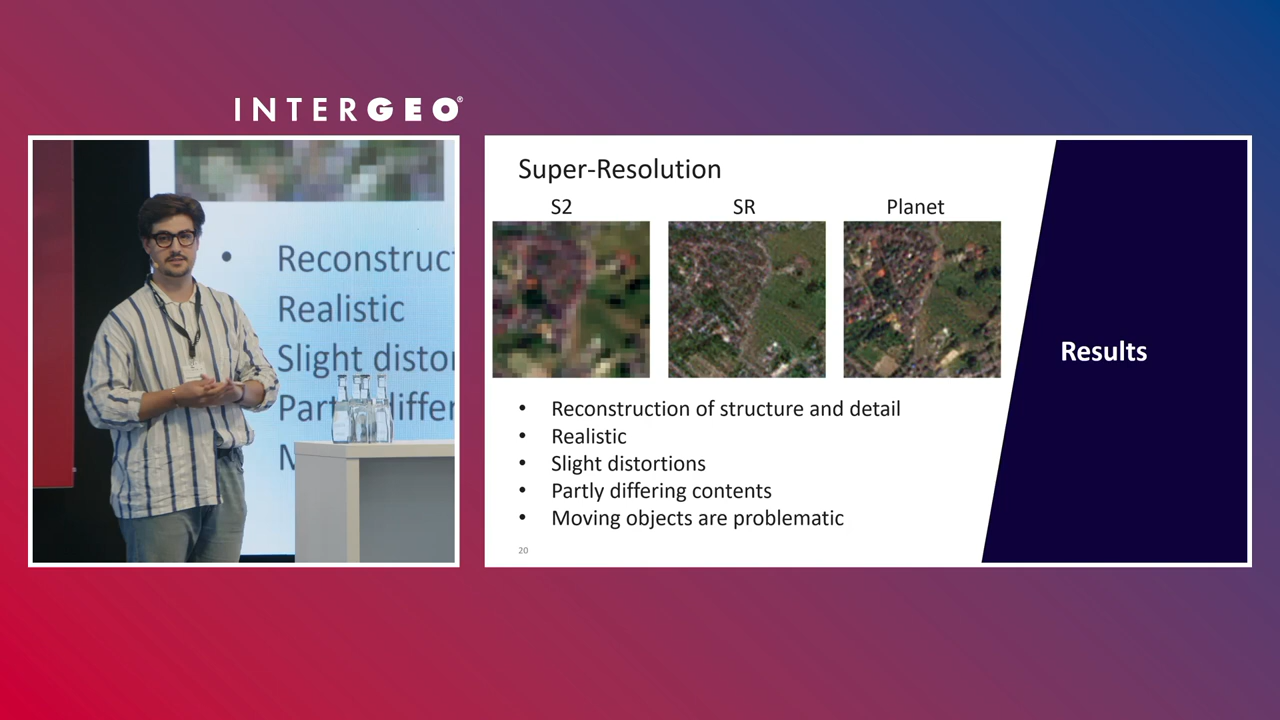 INTERGEO®
Reconstruc
Realistic
Slight distor
Part differ
Super-Resolution
S2
SR
Planet
Reconstruction of structure and detail
Realistic
Slight distortions
Partly differing contents
Moving objects are problematic
20
Results